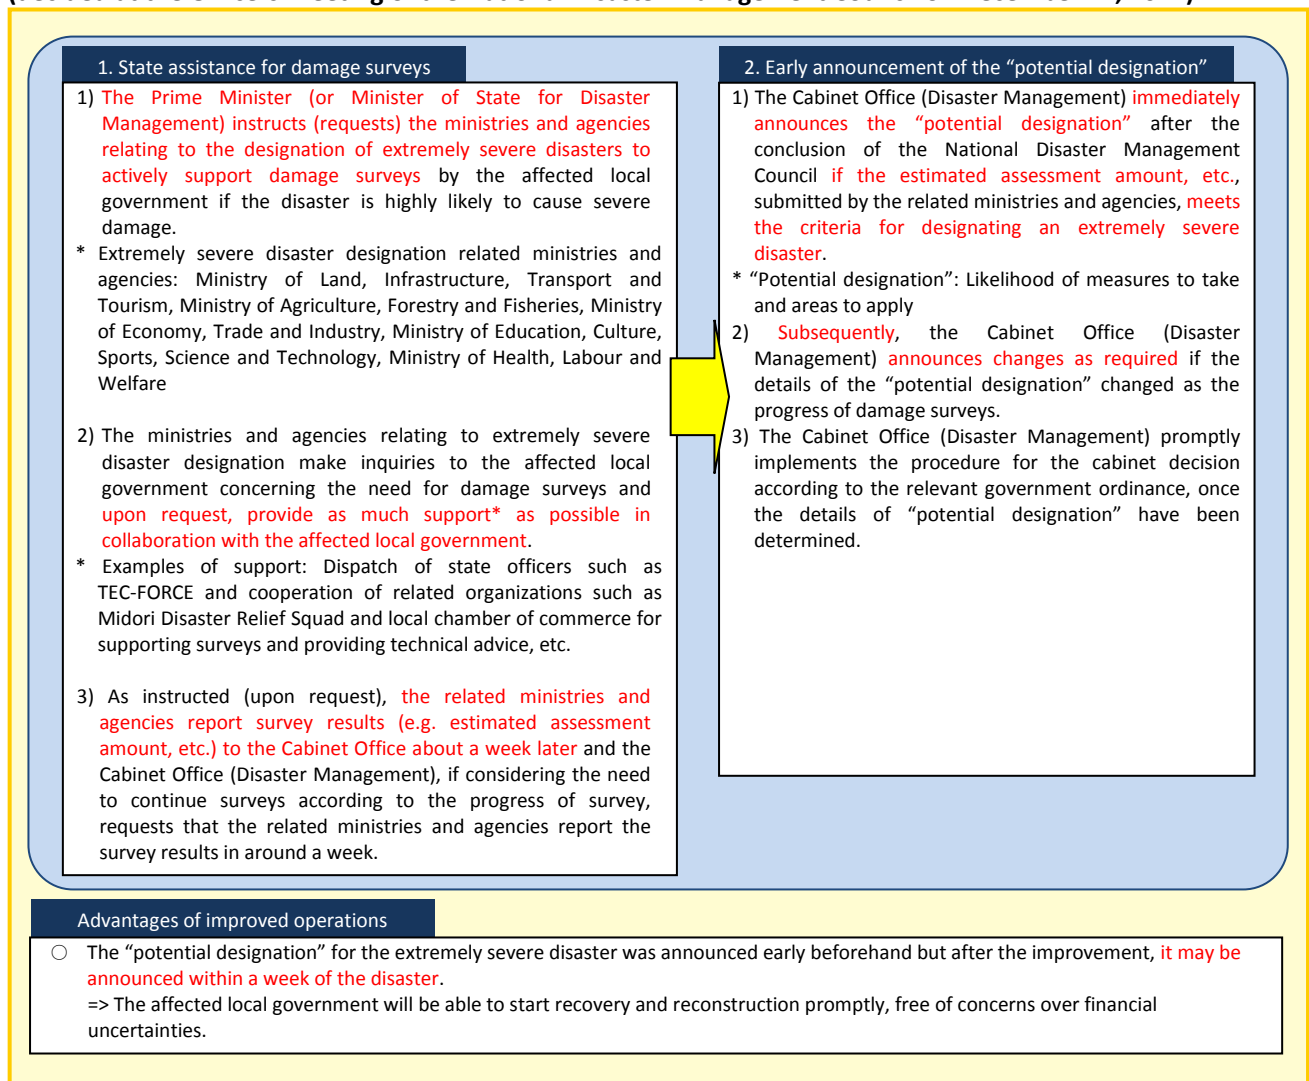 1. State assistance for damage surveys
1) The Prime Minister (or Minister of State for Disaster
Management) instructs (requests) the ministries and agencies
relating to the designation of extremely severe disasters to
actively support damage surveys by the affected local
government if the disaster is highly likely to cause severe
damage.
* Extremely severe disaster designation related ministries and
agencies: Ministry of Land, Infrastructure, Transport and
Tourism, Ministry of Agriculture, Forestry and Fisheries, Ministry
of Economy, Trade and Industry, Ministry of Education, Culture,
Sports, Science and Technology, Ministry of Health, Labour and
Welfare
2) The ministries and agencies relating to extremely severe
disaster designation make inquiries to the affected local
government concerning the need for damage surveys and
upon request, provide as much support* as possible in
collaboration with the affected local government.
* Examples of support: Dispatch of state officers such as
TEC-FORCE and cooperation of related organizations such as
Midori Disaster Relief Squad and local chamber of commerce for
supporting surveys and providing technical advice, etc.
3) As instructed (upon request), the related ministries and
agencies report survey results (e.g. estimated assessment
amount, etc.) to the Cabinet Office about a week later and the
Cabinet Office (Disaster Management), if considering the need
to continue surveys according to the progress of survey,
requests that the related ministries and agencies report the
survey results in around a week.
2. Early announcement of the “potential designation”
1) The Cabinet Office (Disaster Management) immediately
announces the “potential designation” after the
conclusion of the National Disaster Management
Council if the estimated assessment amount, etc.,
submitted by the related ministries and agencies, meets
the criteria for designating an extremely severe
disaster.
* “Potential designation”: Likelihood of measures to take
and areas to apply
2) Subsequently, the Cabinet Office (Disaster
Management) announces changes as required if the
details of the “potential designation” changed as the
progress of damage surveys.
3) The Cabinet Office (Disaster Management) promptly
implements the procedure for the cabinet decision
according to the relevant government ordinance, once
the details of “potential designation” have been
determined.
Advantages of improved operations
○ The “potential designation” for the extremely severe disaster was announced early beforehand but after the improvement, it may be
announced within a week of the disaster.
=> The affected local government will be able to start recovery and reconstruction promptly, free of concerns over financial
uncertainties.